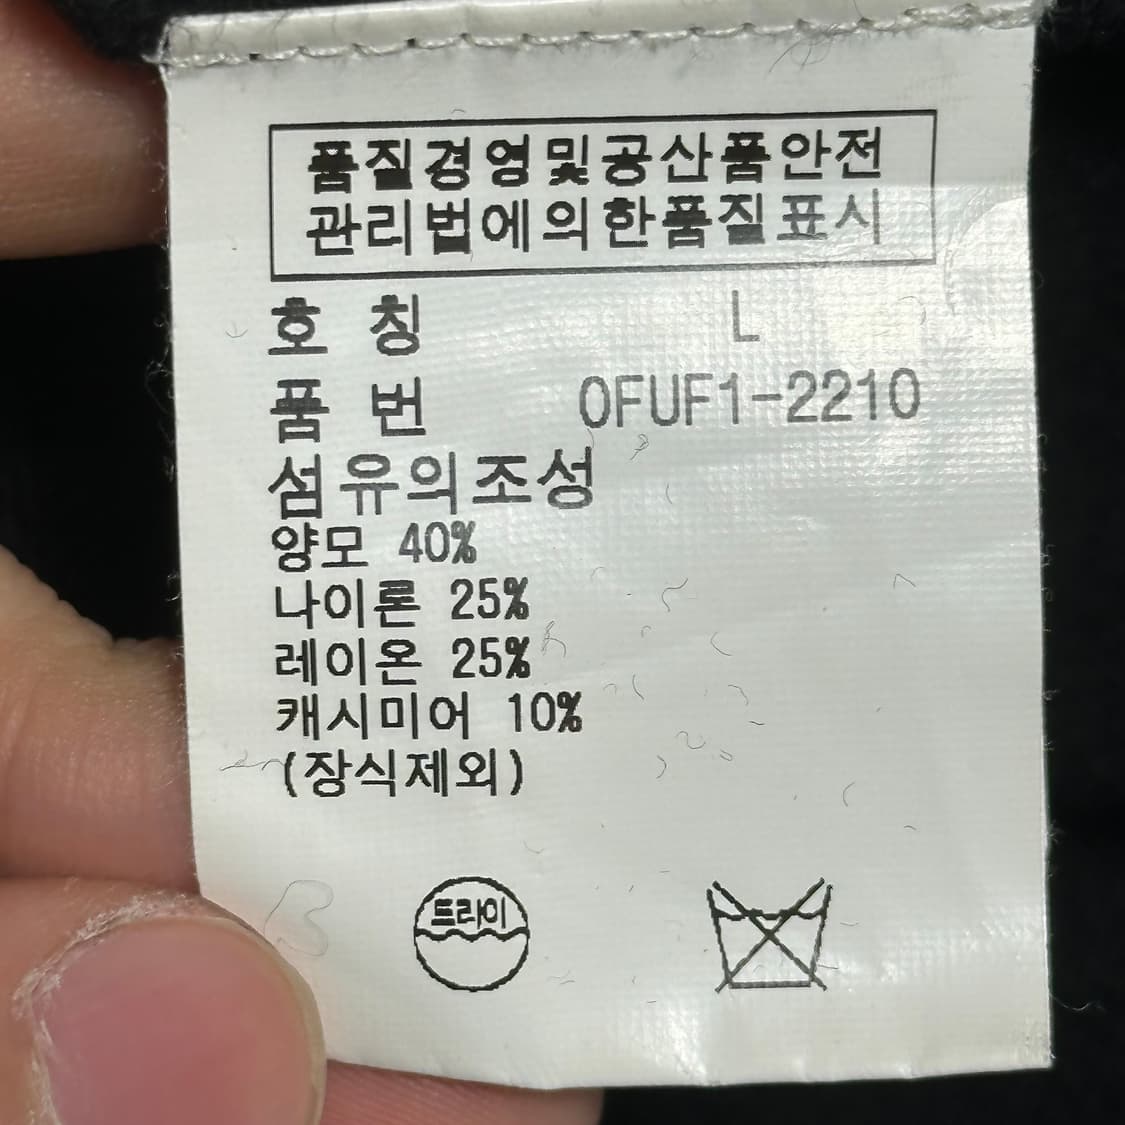 품질경영및공산품안전
관리법에의한품질표시
호 칭 L
품 번 0FUF1-2210
섬유의조성
양모 40%
나이론 25%
레이온 25%
캐시미어 10%
(장식제외)
드라이